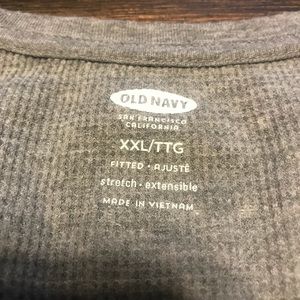 OLD NAVY
SAN FRANCISCO
CALIFORNIA
XXL/TTG
FITTED • AJUSTÉ
stretch • extensible
MADE IN VIETNAM